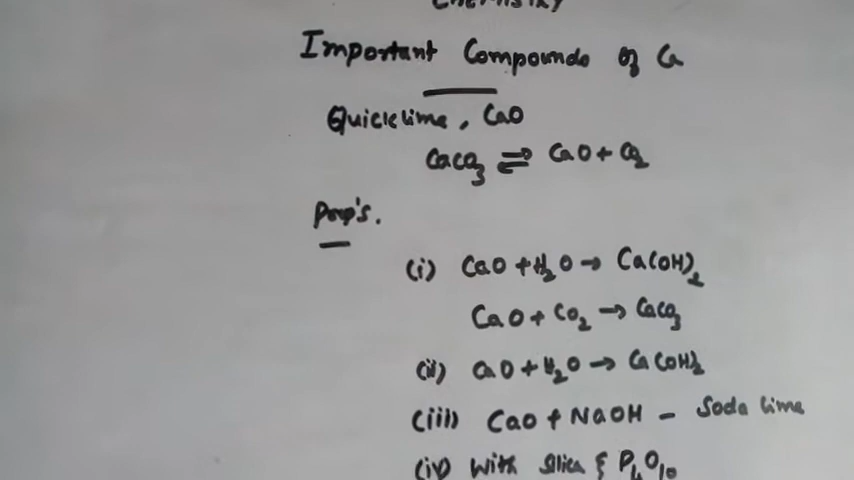 Chemistry
Important Compounds of Ca
Quicklime, CaO
CaCO3 ⇌ CaO + CO2
Prop's.
(i) CaO + H2O → Ca(OH)2
CaO + CO2 → CaCO3
(ii) CaO + H2O → Ca(OH)2
(iii) CaO + NaOH – Soda lime
(iv) With silica & P4O10